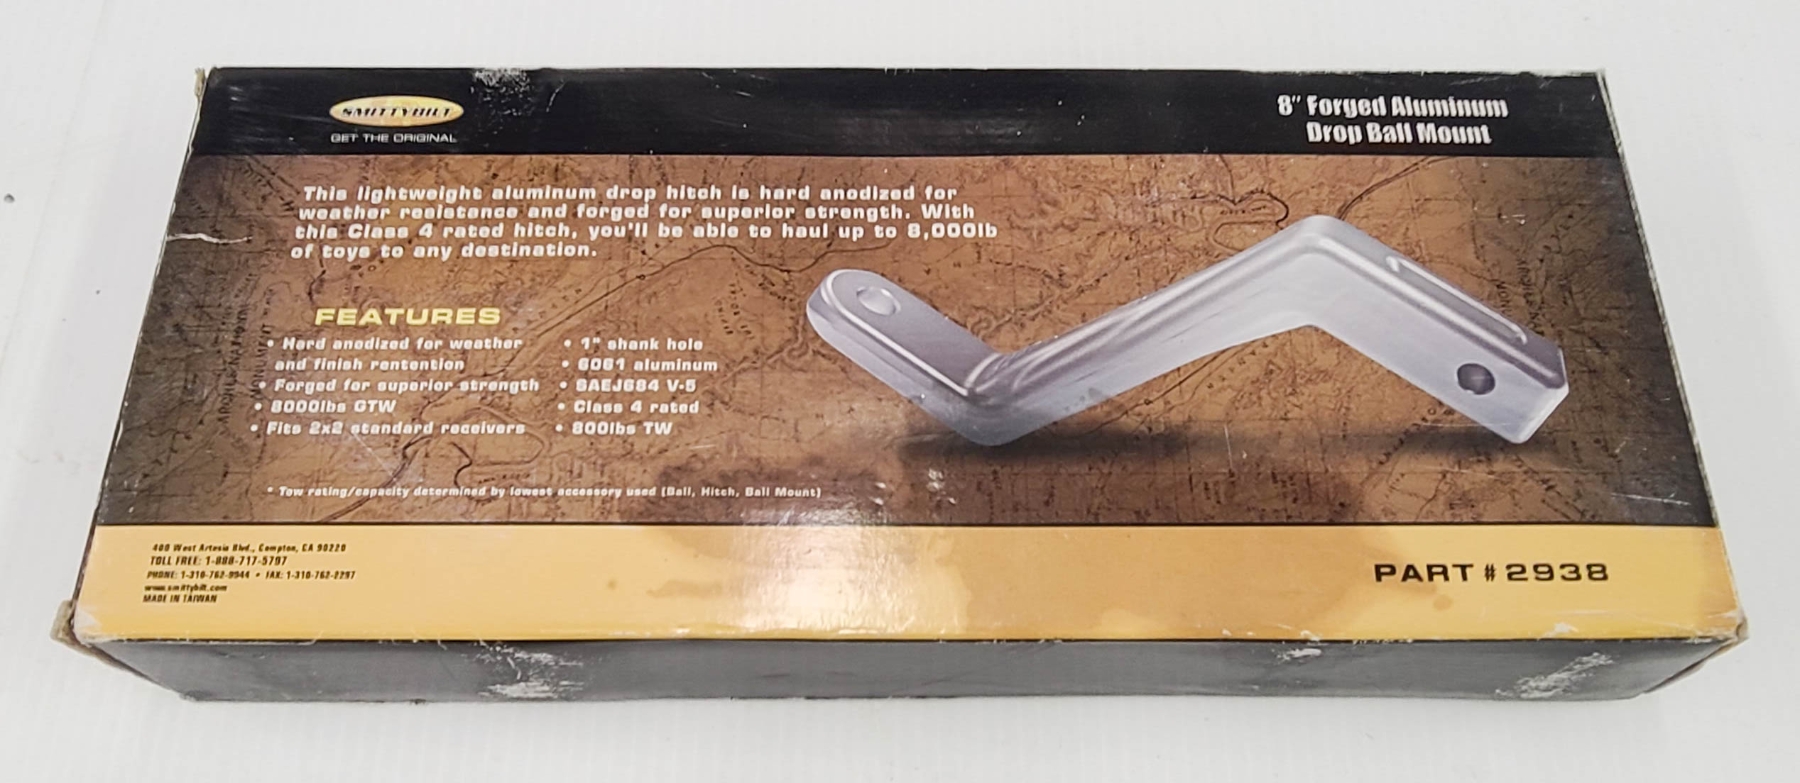 SMITTYBILT
GET THE ORIGINAL
8" Forged Aluminum
Drop Ball Mount
This lightweight aluminum drop hitch is hard anodized for
weather resistance and forged for superior strength. With
this Class 4 rated hitch, you'll be able to haul up to 8,000lb
of toys to any destination.
FEATURES
• Hard anodized for weather
and finish rentention
• Forged for superior strength
• 8000lbs GTW
• Fits 2x2 standard receivers
• 1" shank hole
• 6061 aluminum
• SAEJ684 V-5
• Class 4 rated
• 800lbs TW
* Tow rating/capacity determined by lowest accessory used (Ball, Hitch, Ball Mount)
400 West Artesia Blvd., Compton, CA 90220
TOLL FREE: 1-888-717-5797
PHONE: 1-310-762-9944 • FAX: 1-310-762-2297
www.smittybilt.com
MADE IN TAIWAN
PART # 2938